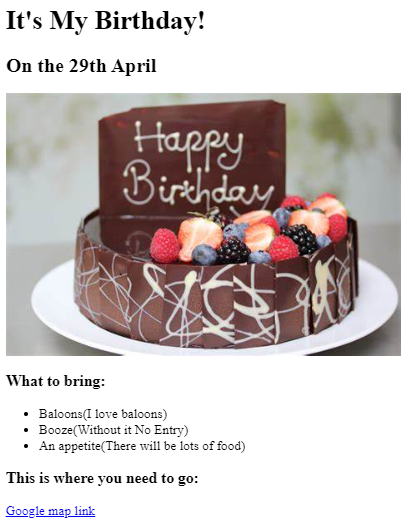 It's My Birthday!
On the 29th April
Happy
Birthday
What to bring:
Baloons(I love baloons)
Booze(Without it No Entry)
An appetite(There will be lots of food)
This is where you need to go:
Google map link